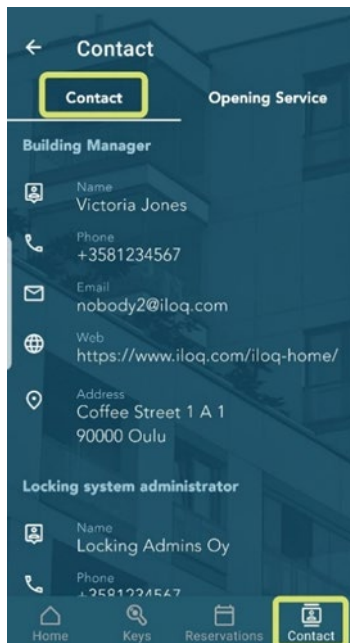 Contact
Contact
Opening Service
Building Manager
Name
Victoria Jones
Phone
+3581234567
Email
nobody2@iloq.com
Web
https://www.iloq.com/iloq-home/
Address
Coffee Street 1 A 1
90000 Oulu
Locking system administrator
Name
Locking Admins Oy
Phone
+3581234567
Home
Keys
Reservations
Contact